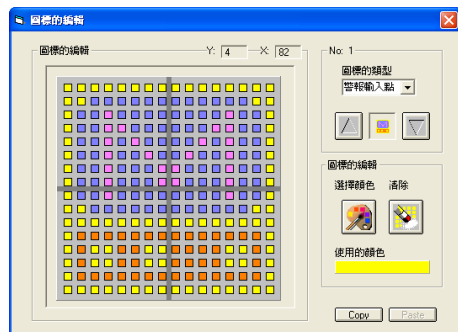 圖標的編輯
圖標的編輯 Y: 4 X: 82
No: 1
圖標的類型
警報輸入點
圖標的編輯
選擇顏色 清除
使用的顏色
Copy Paste